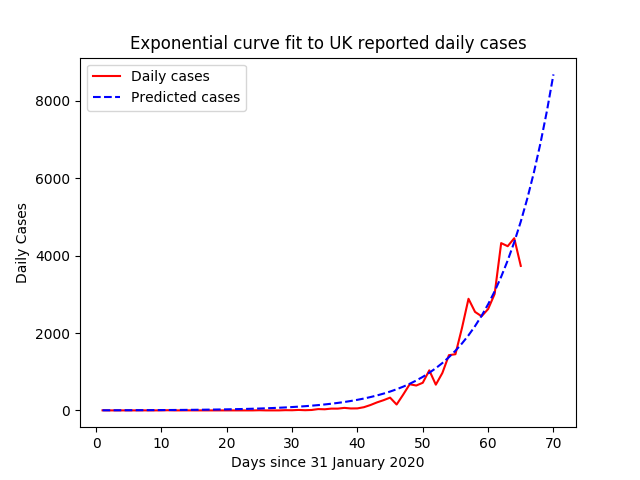 Exponential curve fit to UK reported daily cases
Daily cases
Predicted cases
Daily Cases
8000
6000
4000
2000
0
0 10 20 30 40 50 60 70
Days since 31 January 2020